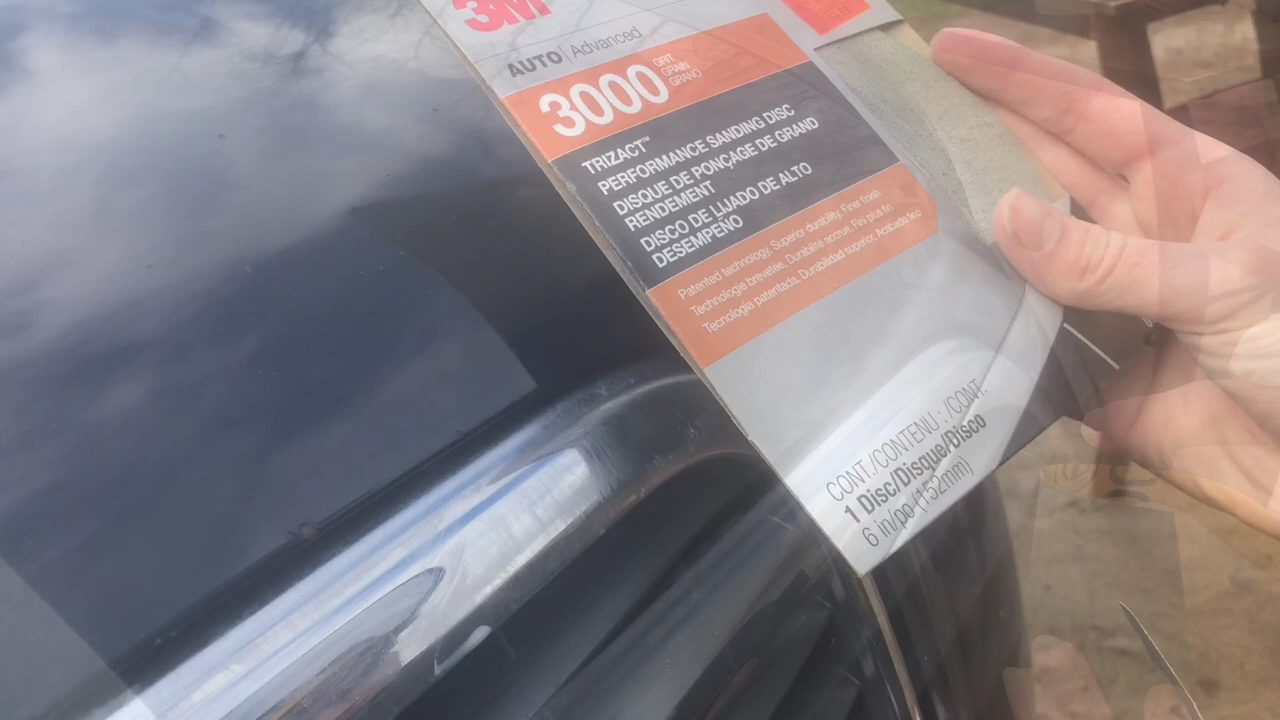 3M
AUTO | Advanced
3000
GRIT
GRAIN
GRANO
TRIZACT™
PERFORMANCE SANDING DISC
DISQUE DE PONÇAGE DE GRAND
RENDEMENT
DISCO DE LIJADO DE ALTO
DESEMPEÑO
Patented technology, Superior durability, Finer finish
Technologie brevetée, Durabilité accrue, Fini plus fin
Tecnología patentada, Durabilidad superior, Acabado fino
CONT./CONTENU : /CONT.
1 Disc/Disque/Disco
6 in/po (152mm)